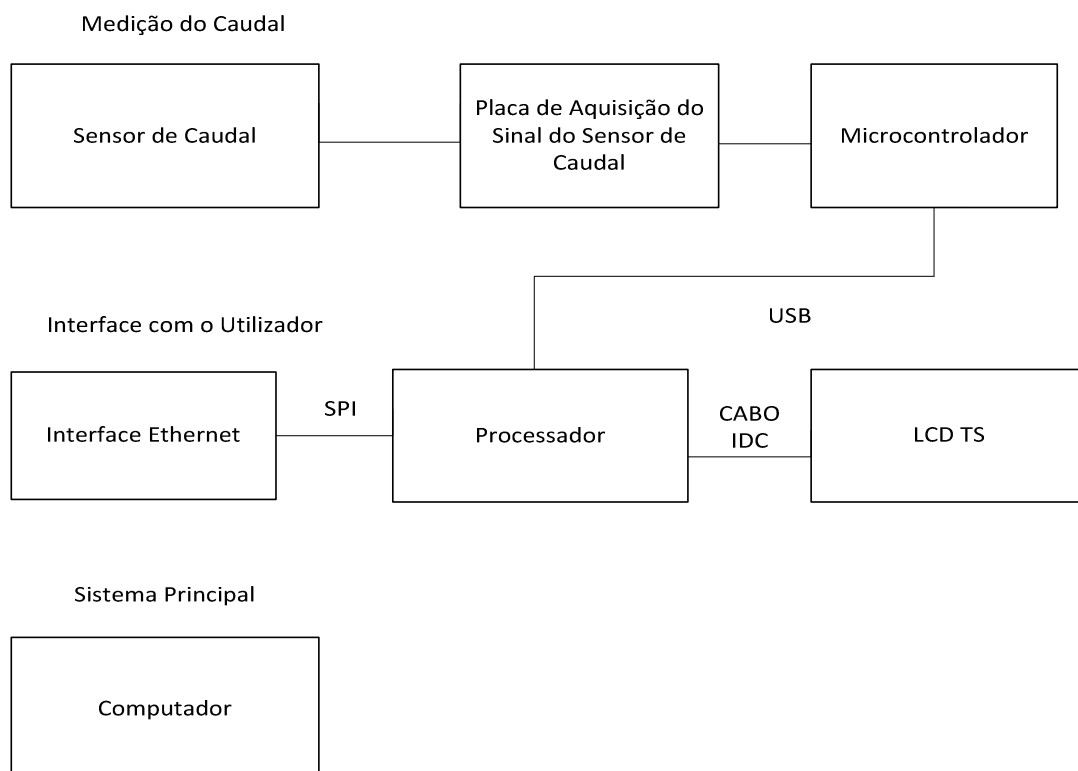 Medição do Caudal
Sensor de Caudal
Placa de Aquisição do
Sinal do Sensor de
Caudal
Microcontrolador
USB
Interface com o Utilizador
Interface Ethernet
SPI
Processador
CABO
IDC
LCD TS
Sistema Principal
Computador